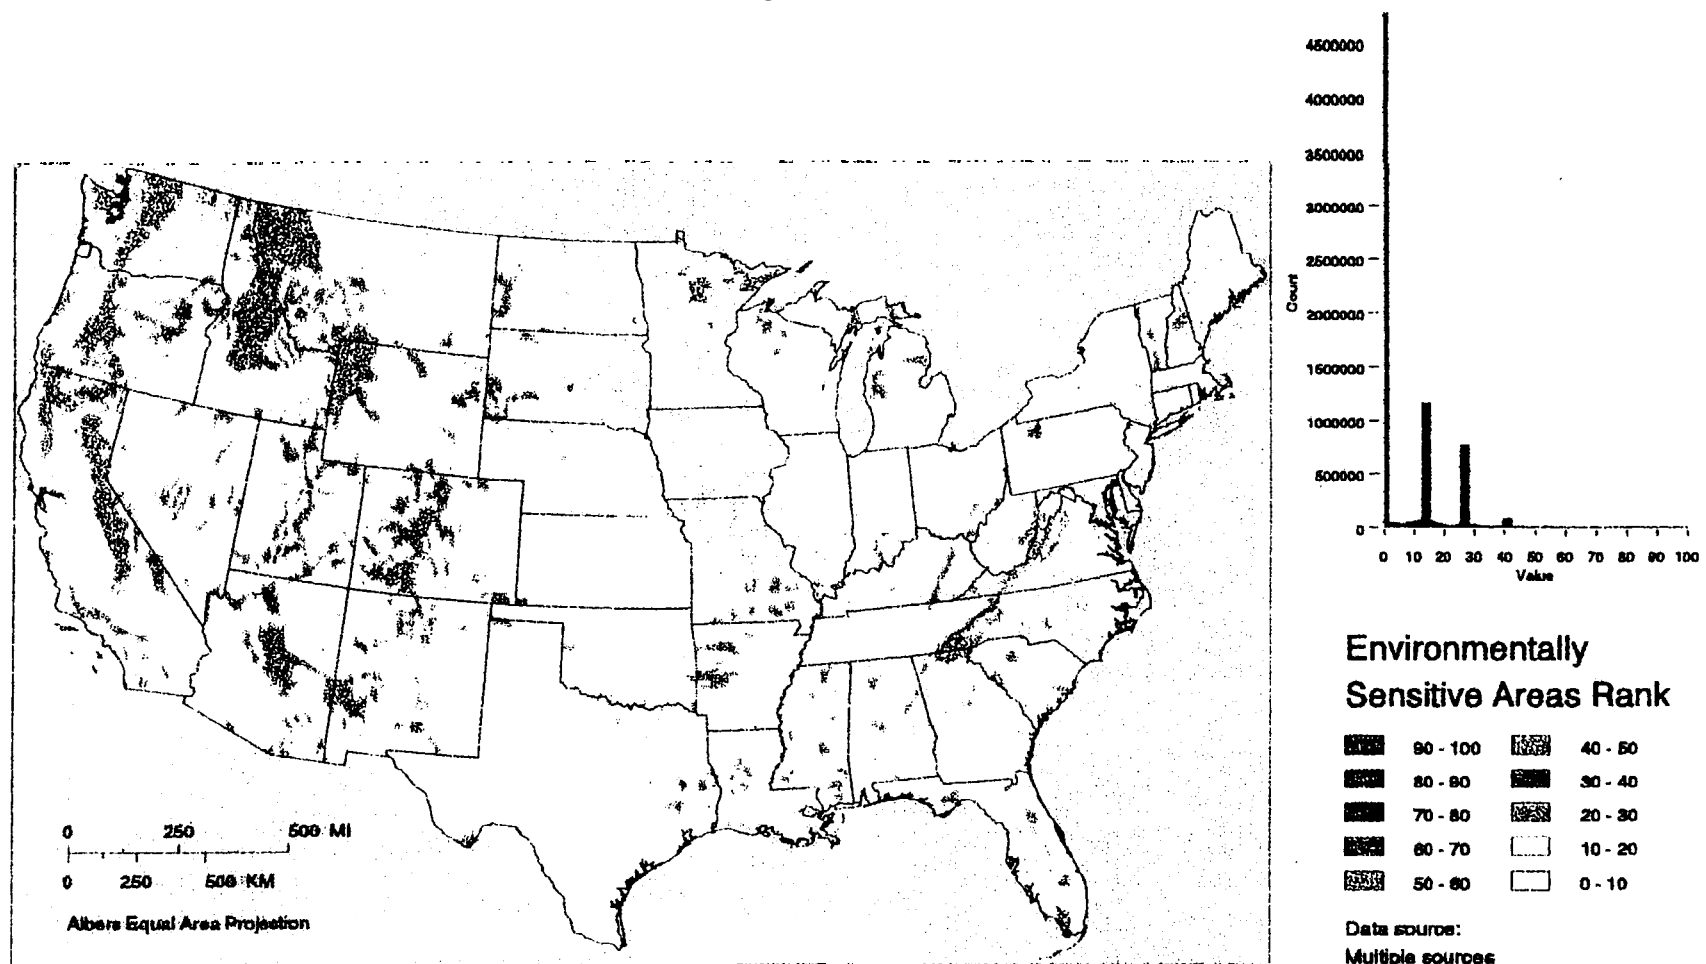 4500000
4000000
3500000
3000000
2500000
2000000
1500000
1000000
500000
0
Count
0 10 20 30 40 50 60 70 80 90 100
Value
Environmentally
Sensitive Areas Rank
90 - 100 40 - 50
80 - 90 30 - 40
70 - 80 20 - 30
60 - 70 10 - 20
50 - 60 0 - 10
Data source:
Multiple sources
0 250 500 MI
0 250 500 KM
Albers Equal Area Projection